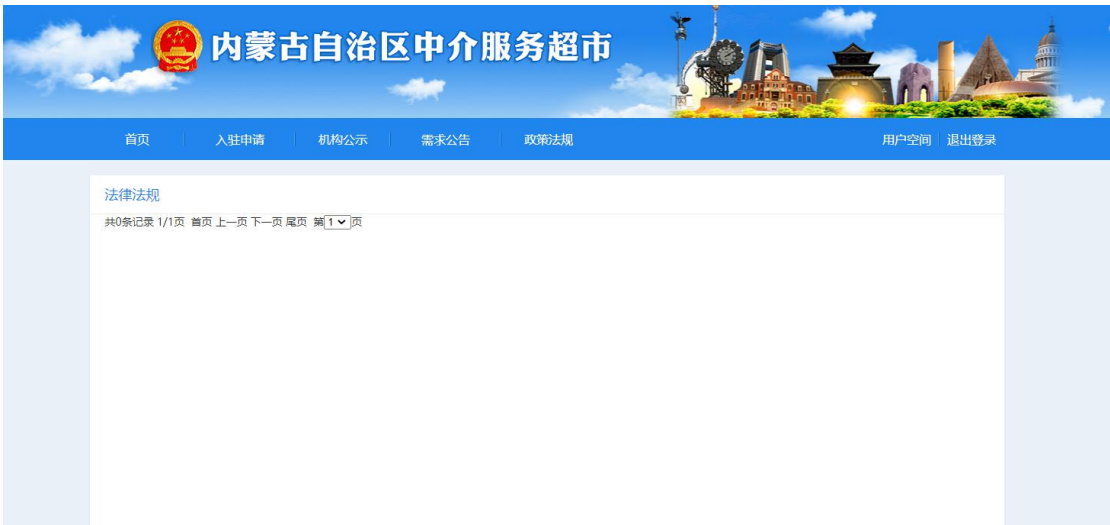 内蒙古自治区中介服务超市
首页 入驻申请 机构公示 需求公告 政策法规 用户空间 退出登录
法律法规
共0条记录 1/1页 首页 上一页 下一页 尾页 第1页